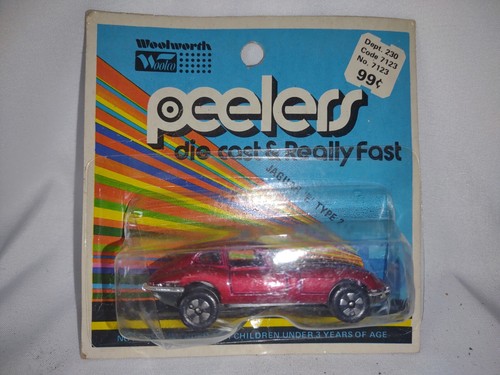 Woolworth
Woolco
Dept. 230
Code 7123
No. 7123
99¢
peelers
die cast & Really Fast
JAGUAR E TYPE 2
CHILDREN UNDER 3 YEARS OF AGE